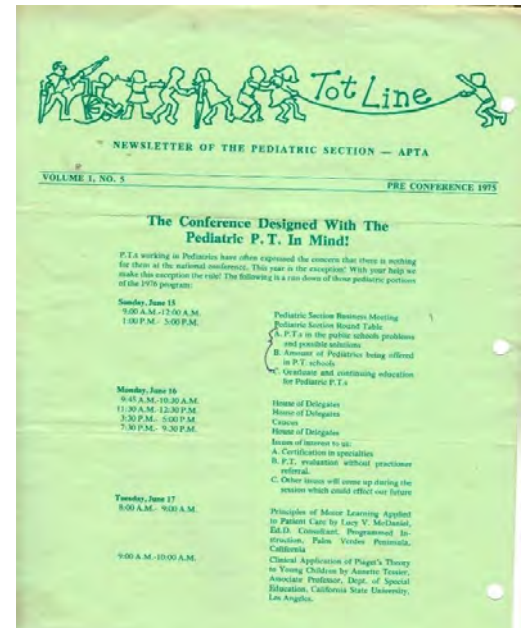 Tot Line
NEWSLETTER OF THE PEDIATRIC SECTION — APTA
VOLUME 1, NO. 5
PRE CONFERENCE 1975
The Conference Designed With The
Pediatric P.T. In Mind!
P.T.s working in Pediatrics have often expressed the concern that there is nothing
for them at the national conference. This year is the exception! With your help we
make this exception the rule! The following is a run down of those pediatric portions
of the 1976 program:
Sunday, June 15
9:00 A.M.-12:00 A.M.
Pediatric Section Business Meeting
1:00 P.M.- 5:00 P.M.
Pediatric Section Round Table
A. P.T.s in the public schools problems
and possible solutions
B. Amount of Pediatrics being offered
in P.T. schools
C. Graduate and continuing education
for Pediatric P.T.s
Monday, June 16
9:45 A.M.-10:30 A.M.
House of Delegates
11:30 A.M.-12:30 P.M.
House of Delegates
3:30 P.M.- 5:00 P.M.
Caucus
7:30 P.M.- 9:30 P.M.
House of Delegates
Issues of interest to us:
A. Certification in specialties
B. P.T. evaluation without practitioner
referral.
C. Other issues will come up during the
session which could effect our future
Tuesday, June 17
8:00 A.M.- 9:00 A.M.
Principles of Motor Learning Applied
to Patient Care by Lucy V. McDaniel,
Ed.D. Consultant, Programmed In-
struction, Palos Verdes Peninsula,
California
9:00 A.M.-10:00 A.M.
Clinical Application of Piaget's Theory
to Young Children by Annette Tessier,
Associate Professor, Dept. of Special
Education, California State University,
Los Angeles.